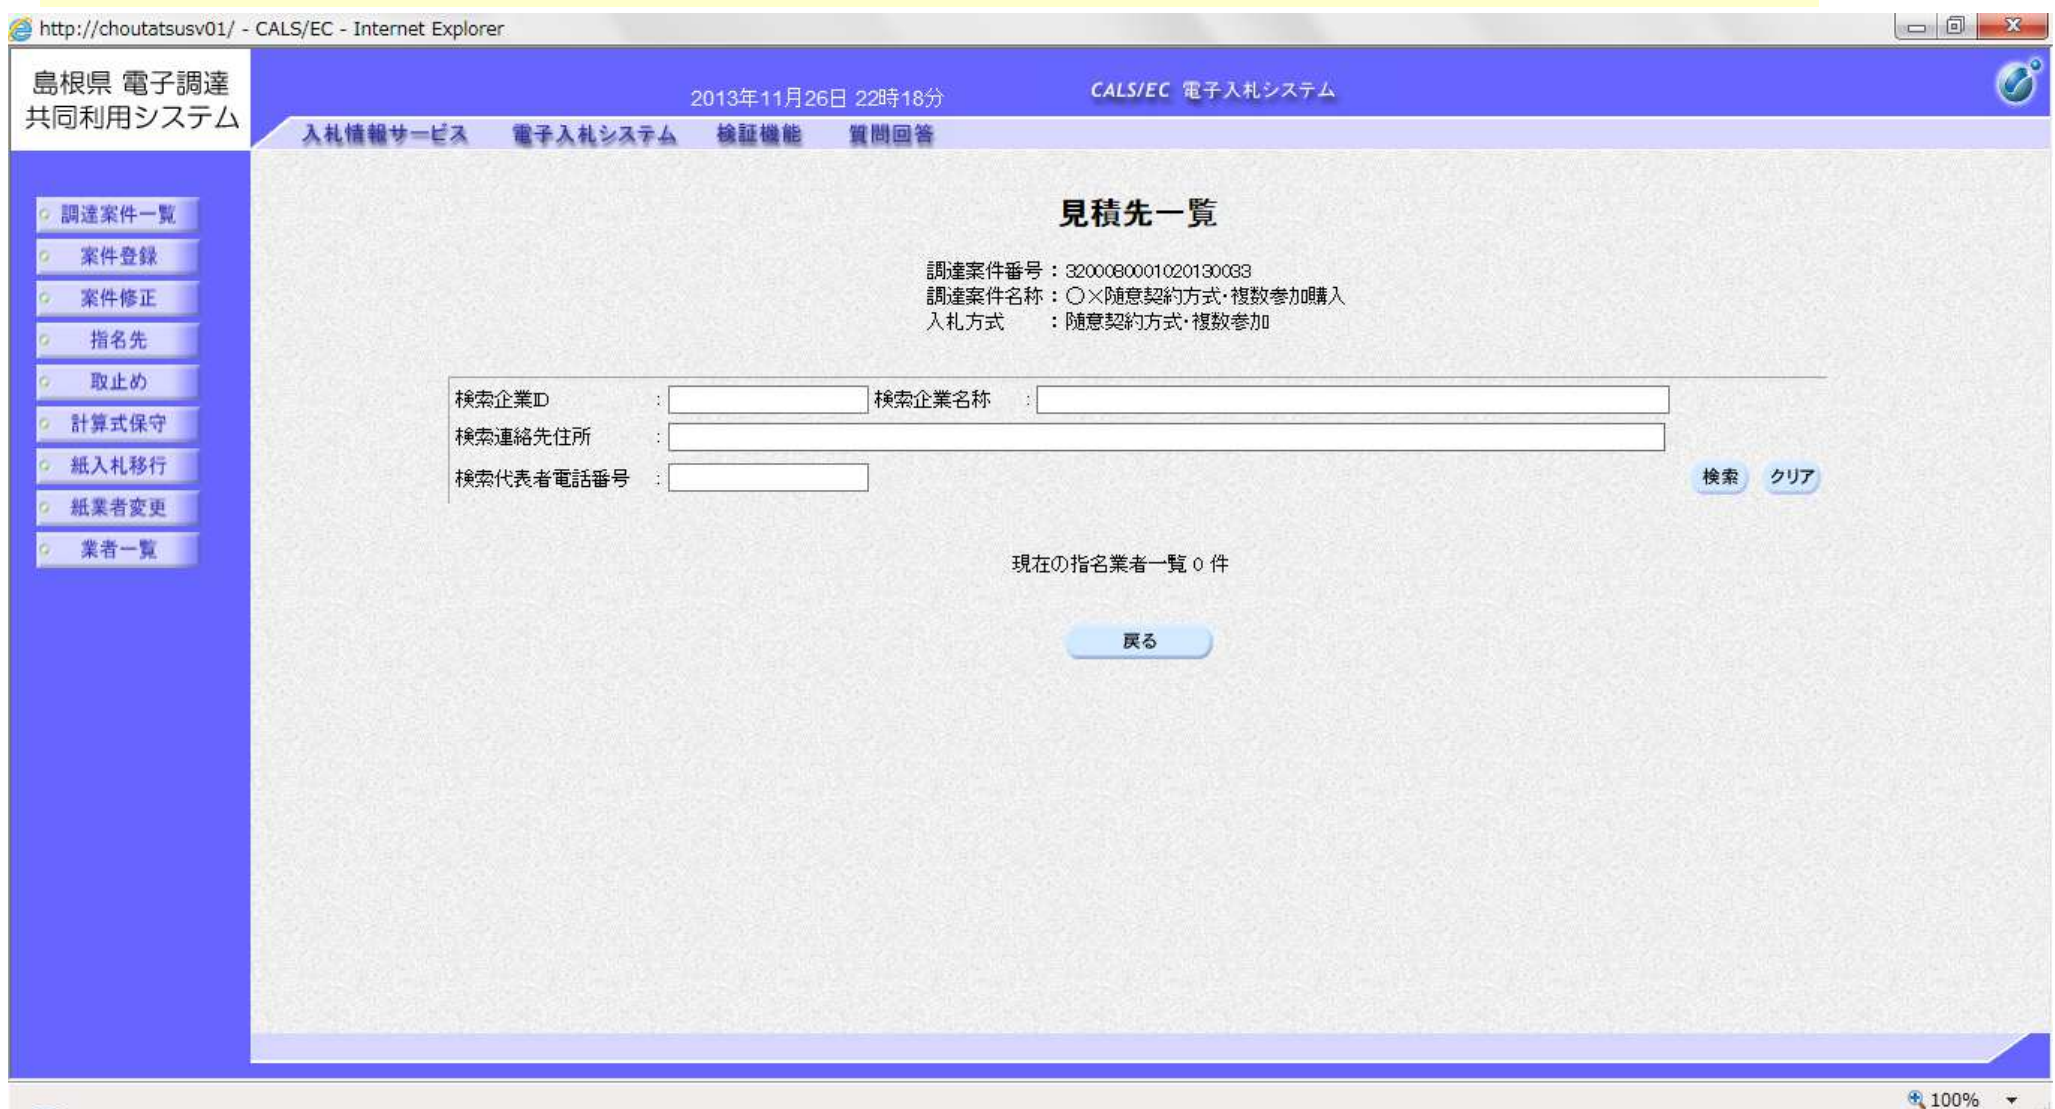 http://choutatsusv01/ - CALS/EC - Internet Explorer
島根県 電子調達
共同利用システム
2013年11月26日 22時18分
CALS/EC 電子入札システム
入札情報サービス 電子入札システム 検証機能 質問回答
調達案件一覧
案件登録
案件修正
指名先
取止め
計算式保守
紙入札移行
紙業者変更
業者一覧
見積先一覧
調達案件番号：3200080001020130033
調達案件名称：○×随意契約方式・複数参加購入
入札方式　　：随意契約方式・複数参加
検索企業ID : 検索企業名称 :
検索連絡先住所 :
検索代表者電話番号 :
検索 クリア
現在の指名業者一覧 0 件
戻る
100%